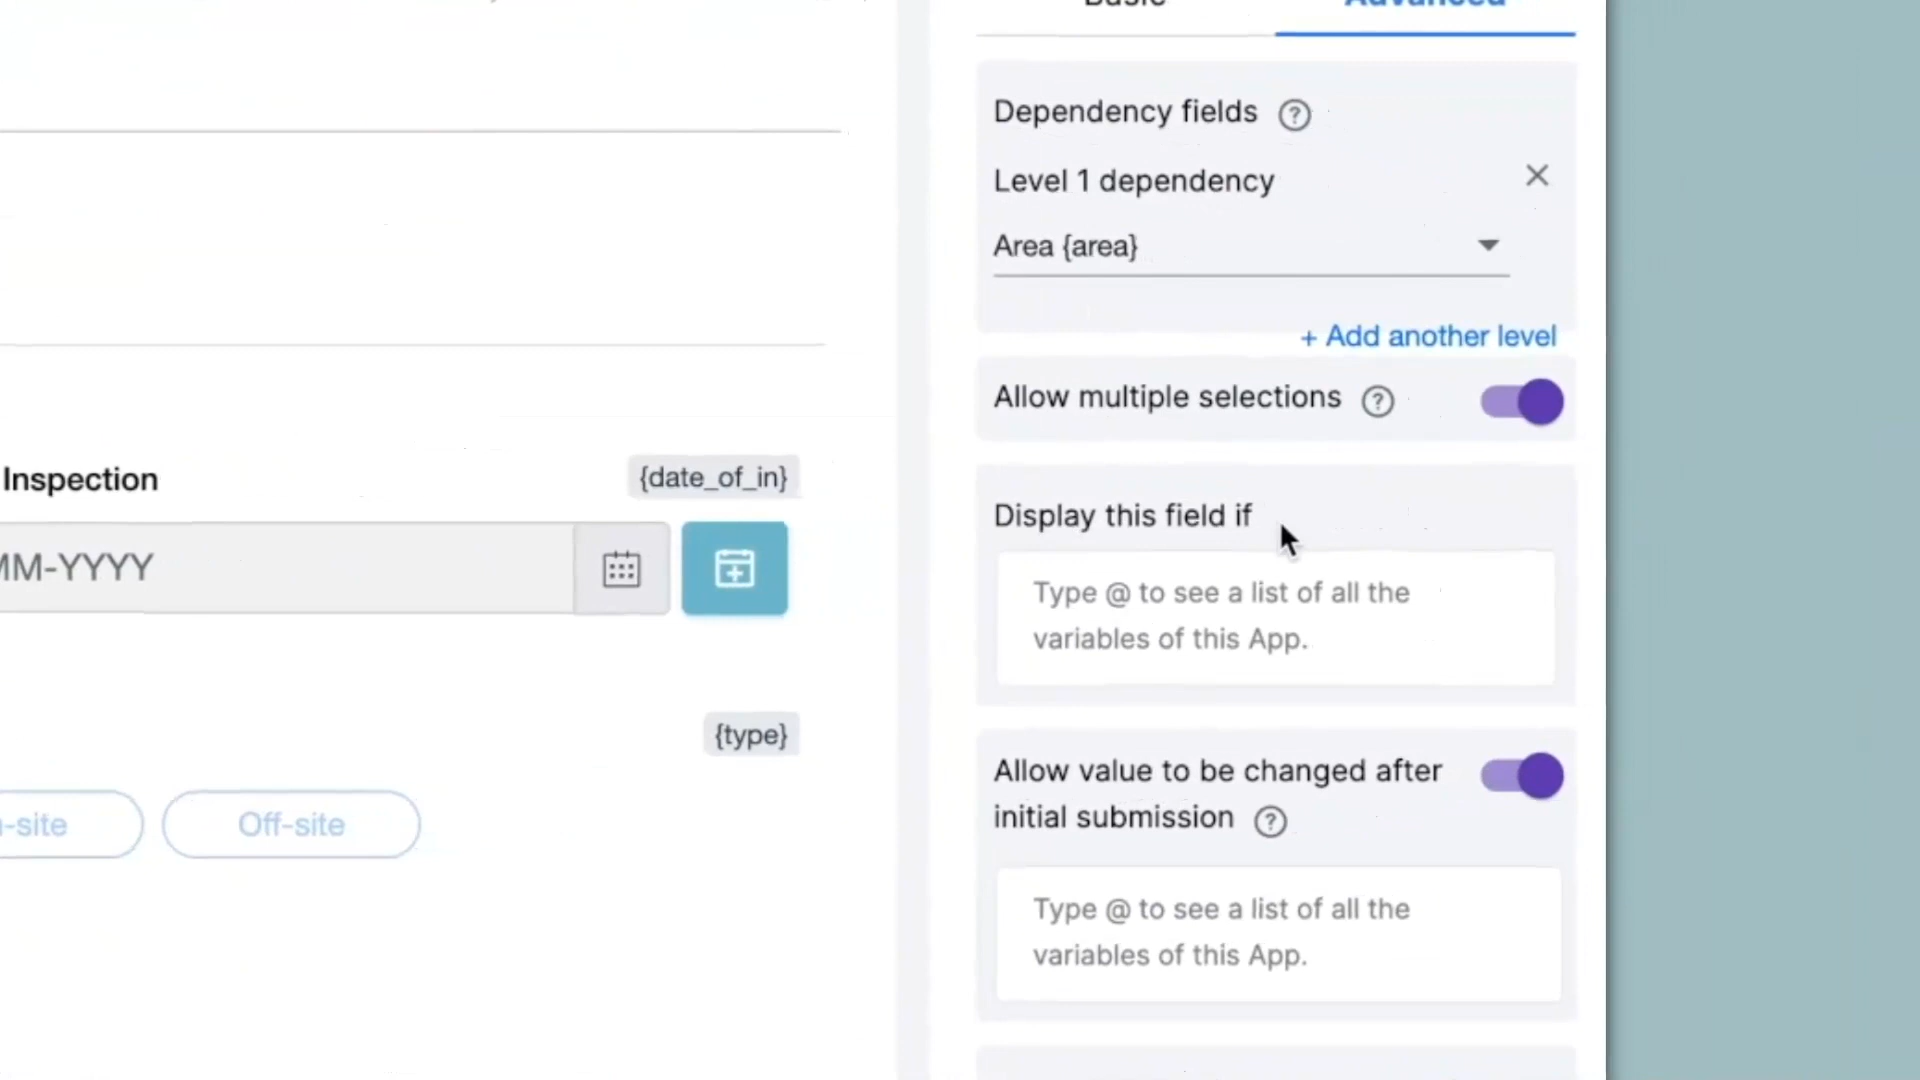 Basic
Advanced
Dependency fields
Level 1 dependency
Area {area}
+ Add another level
Allow multiple selections
Inspection
{date_of_in}
MM-YYYY
Display this field if
Type @ to see a list of all the
variables of this App.
{type}
-site
Off-site
Allow value to be changed after
initial submission
Type @ to see a list of all the
variables of this App.